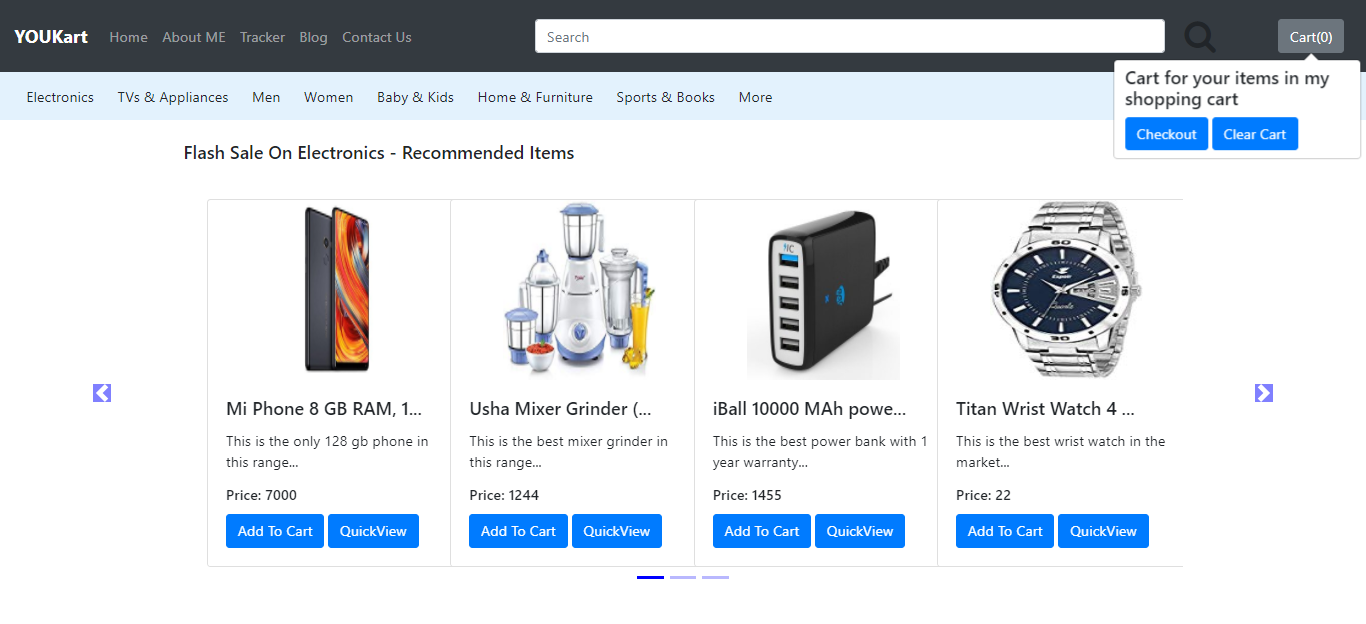 YOUKart Home About ME Tracker Blog Contact Us Search Cart(0)
Cart for your items in my
shopping cart
Checkout Clear Cart
Electronics TVs & Appliances Men Women Baby & Kids Home & Furniture Sports & Books More
Flash Sale On Electronics - Recommended Items
Mi Phone 8 GB RAM, 1...
This is the only 128 gb phone in
this range...
Price: 7000
Add To Cart QuickView
Usha Mixer Grinder (...
This is the best mixer grinder in
this range...
Price: 1244
Add To Cart QuickView
iBall 10000 MAh powe...
This is the best power bank with 1
year warranty...
Price: 1455
Add To Cart QuickView
60
45
15
30
Titan Wrist Watch 4 ...
This is the best wrist watch in the
market...
Price: 22
Add To Cart QuickView